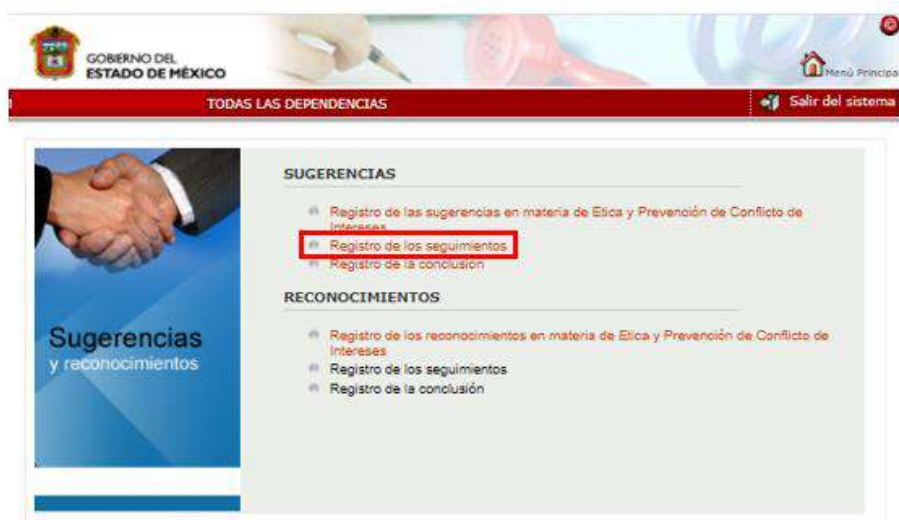 GOBIERNO DEL
ESTADO DE MÉXICO
Menú Principal
TODAS LAS DEPENDENCIAS
Salir del sistema
SUGERENCIAS
Registro de las sugerencias en materia de Etica y Prevención de Conflicto de
Intereses
Registro de los seguimientos
Registro de la conclusión
RECONOCIMIENTOS
Registro de los reconocimientos en materia de Etica y Prevención de Conflicto de
Intereses
Registro de los seguimientos
Registro de la conclusión
Sugerencias
y reconocimientos